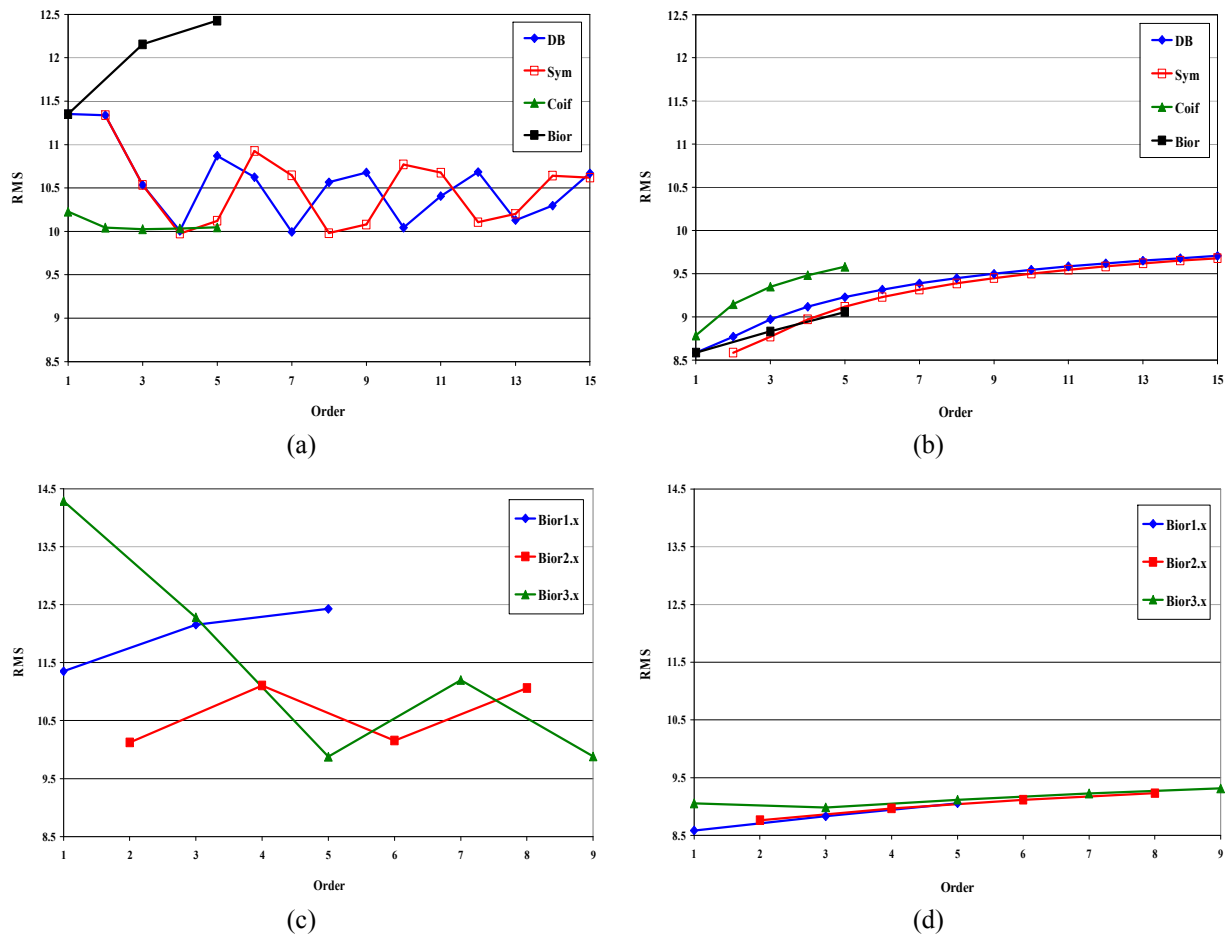 12.5
12
11.5
11
10.5
10
9.5
9
8.5
RMS
1 3 5 7 9 11 13 15
Order
DB
Sym
Coif
Bior
(a)
12.5
12
11.5
11
10.5
10
9.5
9
8.5
RMS
1 3 5 7 9 11 13 15
Order
DB
Sym
Coif
Bior
(b)
14.5
13.5
12.5
11.5
10.5
9.5
8.5
RMS
1 2 3 4 5 6 7 8 9
Order
Bior1.x
Bior2.x
Bior3.x
(c)
14.5
13.5
12.5
11.5
10.5
9.5
8.5
RMS
1 2 3 4 5 6 7 8 9
Order
Bior1.x
Bior2.x
Bior3.x
(d)